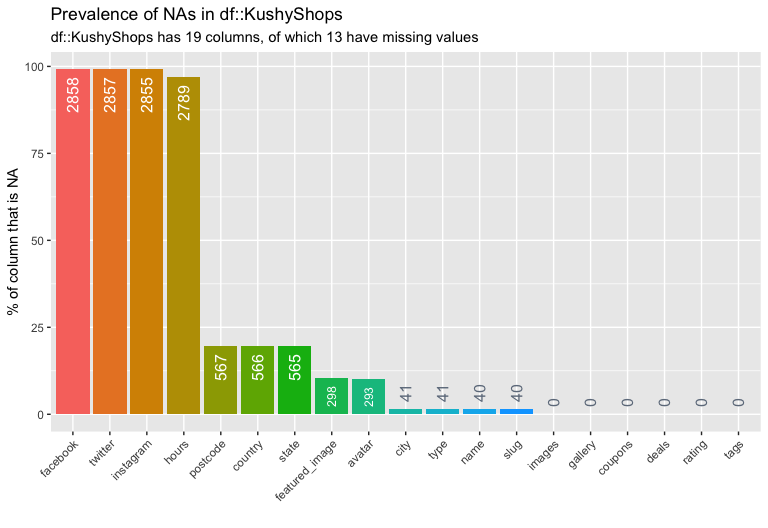 Prevalence of NAs in df::KushyShops
df::KushyShops has 19 columns, of which 13 have missing values
% of column that is NA
100
75
50
25
0
2858
2857
2855
2789
567
566
565
298
293
41
41
40
40
0
0
0
0
0
0
facebook
twitter
instagram
hours
postcode
country
state
featured_image
avatar
city
type
name
slug
images
gallery
coupons
deals
rating
tags